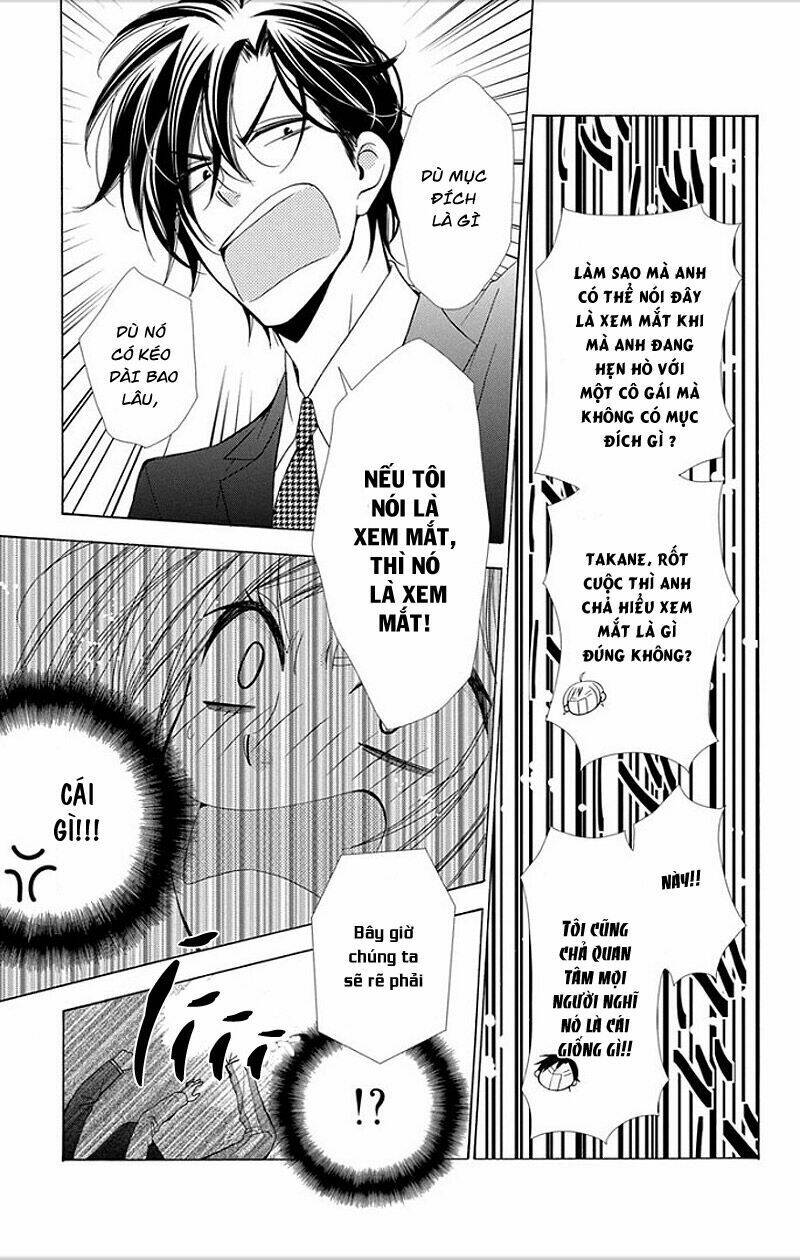 LÀM SAO MÀ ANH
CÓ THỂ NÓI ĐÂY
LÀ XEM MẮT KHI
MÀ ANH ĐANG
HẸN HÒ VỚI
MỘT CÔ GÁI MÀ
KHÔNG CÓ MỤC
ĐÍCH GÌ ?
TAKANE, RỐT
CUỘC THÌ ANH
CHẢ HIỂU XEM
MẮT LÀ GÌ
ĐÚNG KHÔNG?
NÀY!!
TÔI CŨNG
CHẢ QUAN
TÂM MỌI
NGƯỜI NGHĨ
NÓ LÀ CÁI
GIỐNG GÌ!!
DÙ MỤC
ĐÍCH
LÀ GÌ
DÙ NÓ
CÓ KÉO
DÀI BAO
LÂU,
NẾU TÔI
NÓI LÀ
XEM MẮT,
THÌ NÓ
LÀ XEM
MẮT!
CÁI
GÌ!!!
Bây giờ
chúng ta
sẽ rẽ phải
!?